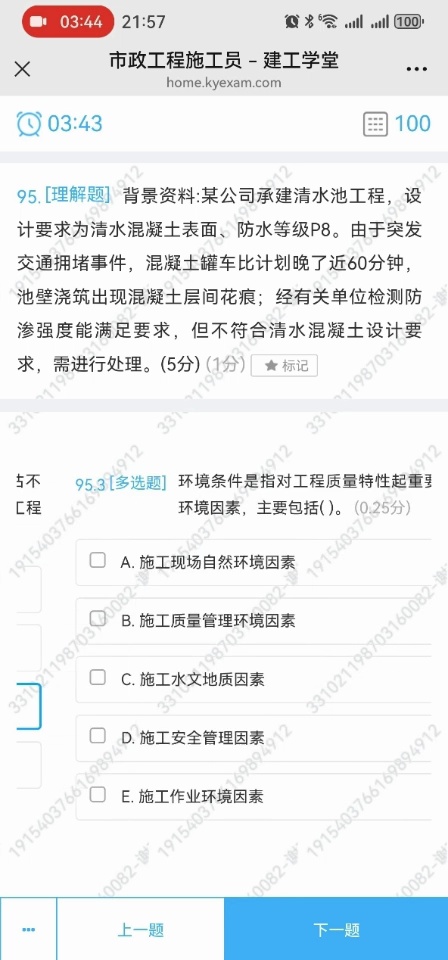 03:44 21:57 100
市政工程施工员 – 建工学堂
home.kyexam.com
03:43 100
95. [理解题] 背景资料:某公司承建清水池工程，设
计要求为清水混凝土表面、防水等级P8。由于突发
交通拥堵事件，混凝土罐车比计划晚了近60分钟，
池壁浇筑出现混凝土层间花痕；经有关单位检测防
渗强度能满足要求，但不符合清水混凝土设计要
求，需进行处理。(5分) (1分) ★ 标记
95.3 [多选题] 环境条件是指对工程质量特性起重要
环境因素，主要包括( )。 (0.25分)
工程
A. 施工现场自然环境因素
B. 施工质量管理环境因素
C. 施工水文地质因素
D. 施工安全管理因素
E. 施工作业环境因素
... 上一题 下一题